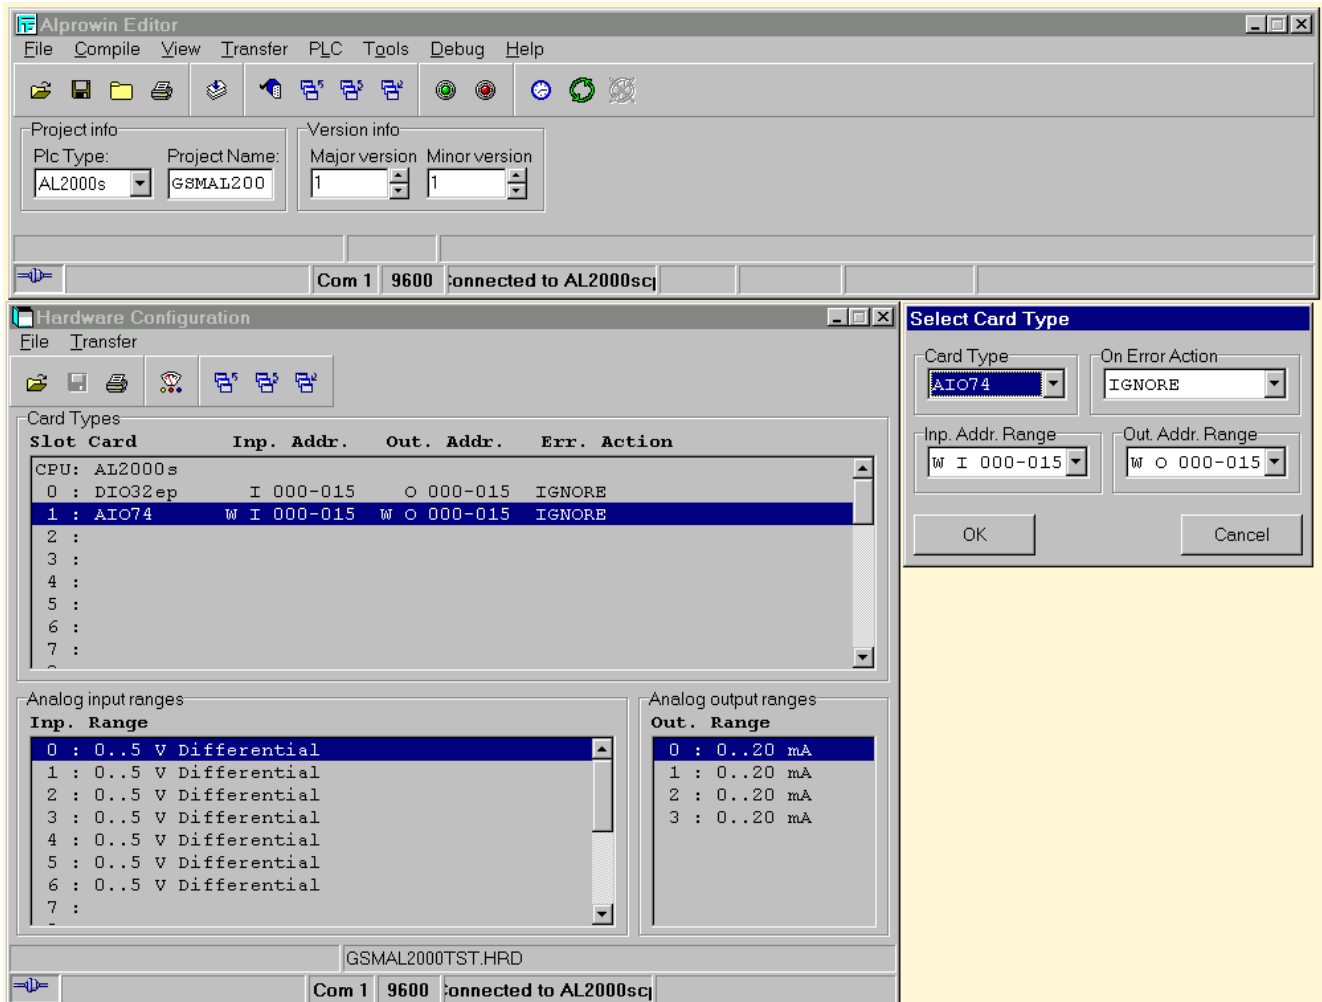 Alprowin Editor
File Compile View Transfer PLC Tools Debug Help
Project info Version info
Plc Type: Project Name: Major version Minor version
AL2000s GSMAL200 1 1
Com 1 9600 onnected to AL2000sc
Hardware Configuration
File Transfer
Card Types
Slot Card Inp. Addr. Out. Addr. Err. Action
CPU: AL2000s
0 : DIO32ep I 000-015 O 000-015 IGNORE
1 : AIO74 W I 000-015 W O 000-015 IGNORE
2 :
3 :
4 :
5 :
6 :
7 :
Analog input ranges
Inp. Range
0 : 0..5 V Differential
1 : 0..5 V Differential
2 : 0..5 V Differential
3 : 0..5 V Differential
4 : 0..5 V Differential
5 : 0..5 V Differential
6 : 0..5 V Differential
7 :
Analog output ranges
Out. Range
0 : 0..20 mA
1 : 0..20 mA
2 : 0..20 mA
3 : 0..20 mA
GSMAL2000TST.HRD
Com 1 9600 onnected to AL2000sc
Select Card Type
Card Type On Error Action
AIO74 IGNORE
Inp. Addr. Range Out. Addr. Range
W I 000-015 W O 000-015
OK Cancel